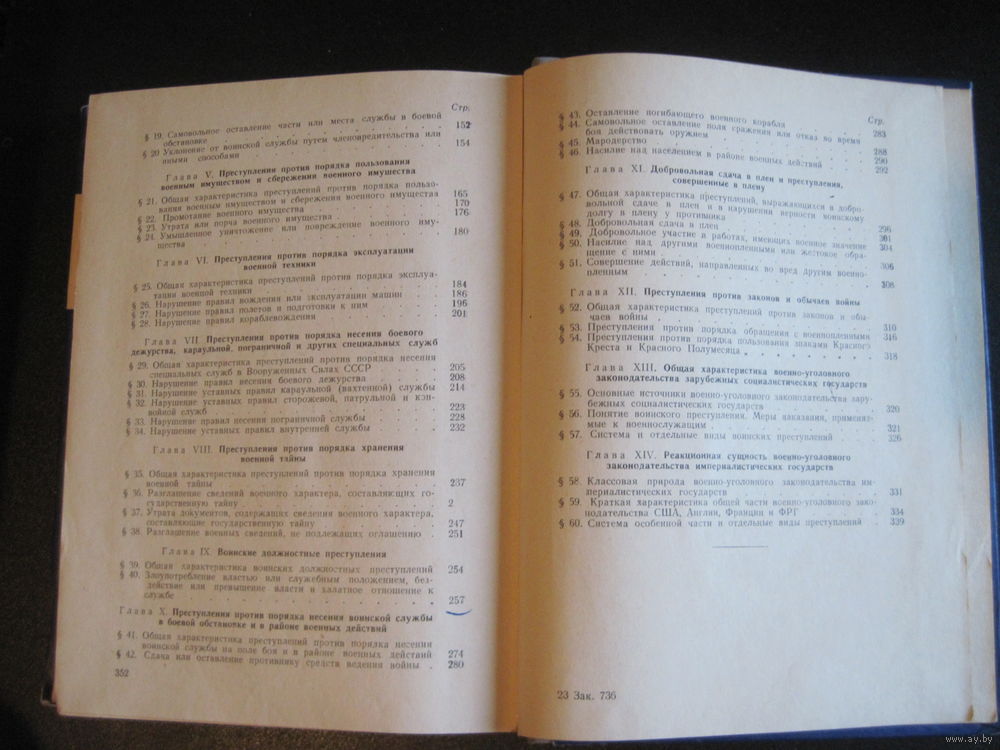 Стр.
§ 19. Самовольное оставление части или места службы в боевой
обстановке . . . . . . . . . . 152
§ 20 Уклонение от воинской службы путем членовредительства или
иными способами . . . . . . . . . 154
Глава V. Преступления против порядка пользования
военным имуществом и сбережения военного имущества
§ 21. Общая характеристика преступлений против порядка пользо-
вания военным имуществом и сбережения военного имущества 165
§ 22. Промотание военного имущества . . . . . 170
§ 23. Утрата или порча военного имущества . . . . . 176
§ 24. Умышленное уничтожение или повреждение военного иму-
щества . . . . . . . . . . 180
Глава VI. Преступления против порядка эксплуатации
военной техники
§ 25. Общая характеристика преступлений против порядка эксплуа-
тации военной техники . . . . . . . 184
§ 26. Нарушение правил вождения или эксплуатации машин . . 186
§ 27. Нарушение правил полетов и подготовки к ним . . . 196
§ 28. Нарушение правил кораблевождения . . . . . 201
Глава VII. Преступления против порядка несения боевого
дежурства, караульной, пограничной и других специальных служб
§ 29. Общая характеристика преступлений против порядка несения
специальных служб в Вооруженных Силах СССР . . . 205
§ 30. Нарушение правил несения боевого дежурства . . . 208
§ 31. Нарушение уставных правил караульной (вахтенной) службы 214
§ 32. Нарушение уставных правил сторожевой, патрульной и кон-
войной служб . . . . . . . . . 223
§ 33. Нарушение правил несения пограничной службы . . . 228
§ 34. Нарушение уставных правил внутренней службы . . . 232
Глава VIII. Преступления против порядка хранения
военной тайны
§ 35. Общая характеристика преступлений против порядка хранения
военной тайны . . . . . . . . . 237
§ 36. Разглашение сведений военного характера, составляющих го-
сударственную тайну . . . . . . . . 2
§ 37. Утрата документов, содержащих сведения военного характера,
составляющие государственную тайну . . . . . 247
§ 38. Разглашение военных сведений, не подлежащих оглашению . 251
Глава IX. Воинские должностные преступления
§ 39. Общая характеристика воинских должностных преступлений 254
§ 40. Злоупотребление властью или служебным положением, без-
действие или превышение власти и халатное отношение к
службе . . . . . . . . . . 257
Глава X. Преступления против порядка несения воинской службы
в боевой обстановке и в районе военных действий
§ 41. Общая характеристика преступлений против порядка несения
воинской службы на поле боя и в районе военных действий 274
§ 42. Сдача или оставление противнику средств ведения войны . 280
352
Стр.
§ 43. Оставление погибающего военного корабля . . . 283
§ 44. Самовольное оставление поля сражения или отказ во время
боя действовать оружием . . . . . . 288
§ 45. Мародерство . . . . . . . . 290
§ 46. Насилие над населением в районе военных действий . . 292
Глава XI. Добровольная сдача в плен и преступления,
совершенные в плену
§ 47. Общая характеристика преступлений, выражающихся в добро-
вольной сдаче в плен и в нарушении верности воинскому
долгу в плену у противника . . . . . . 296
§ 48. Добровольная сдача в плен . . . . . . 301
§ 49. Добровольное участие в работах, имеющих военное значение 304
§ 50. Насилие над другими военнопленными или жестокое обра-
щение с ними . . . . . . . . . 306
§ 51. Совершение действий, направленных во вред другим военно-
пленным . . . . . . . . . . 308
Глава XII. Преступления против законов и обычаев войны
§ 52. Общая характеристика преступлений против законов и обы-
чаев войны . . . . . . . . . 310
§ 53. Преступления против порядка обращения с военнопленными 316
§ 54. Преступления против порядка пользования знаками Красного
Креста и Красного Полумесяца . . . . . . 318
Глава XIII. Общая характеристика военно-уголовного
законодательства зарубежных социалистических государств
§ 55. Основные источники военно-уголовного законодательства зару-
бежных социалистических государств . . . . . 320
§ 56. Понятие воинского преступления. Меры наказания, применяе-
мые к военнослужащим . . . . . . . 321
§ 57. Система и отдельные виды воинских преступлений . . . 326
Глава XIV. Реакционная сущность военно-уголовного
законодательства империалистических государств
§ 58. Классовая природа военно-уголовного законодательства им-
периалистических государств . . . . . . 331
§ 59. Краткая характеристика общей части военно-уголовного зако-
нодательства США, Англии, Франции и ФРГ . . . 334
§ 60. Система особенной части и отдельные виды преступлений . 339
23 Зак. 736
www.ay.by